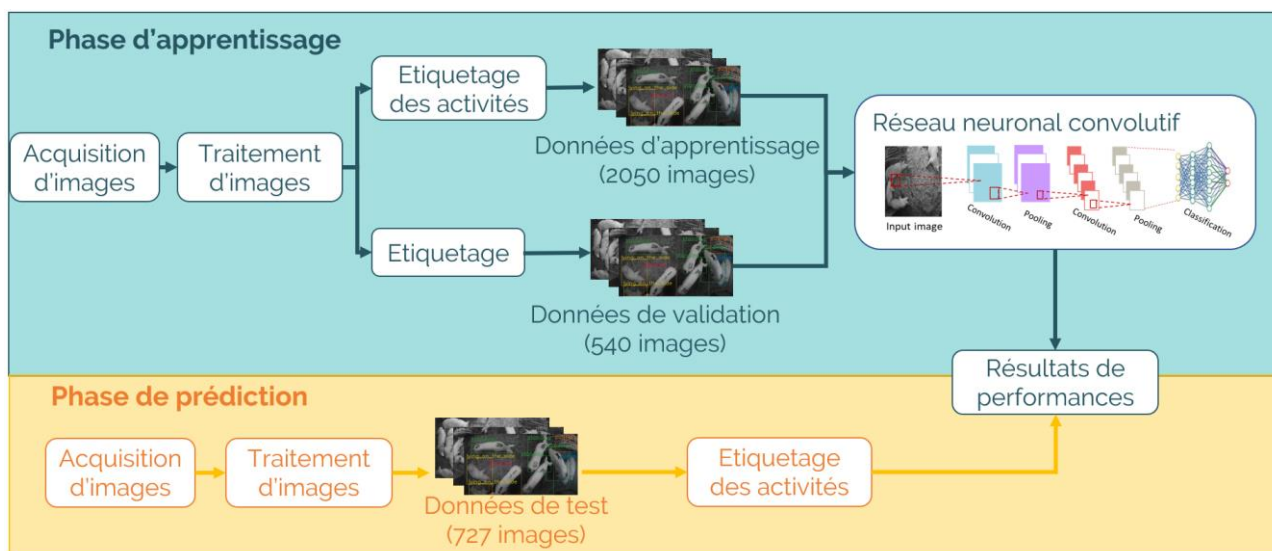 Phase d'apprentissage
Acquisition
d'images
Traitement
d'images
Etiquetage
des activités
Données d'apprentissage
(2050 images)
Etiquetage
Données de validation
(540 images)
Réseau neuronal convolutif
Input image
Convolution
Pooling
Convolution
Pooling
Classification
Résultats de
performances
Phase de prédiction
Acquisition
d'images
Traitement
d'images
Données de test
(727 images)
Etiquetage
des activités